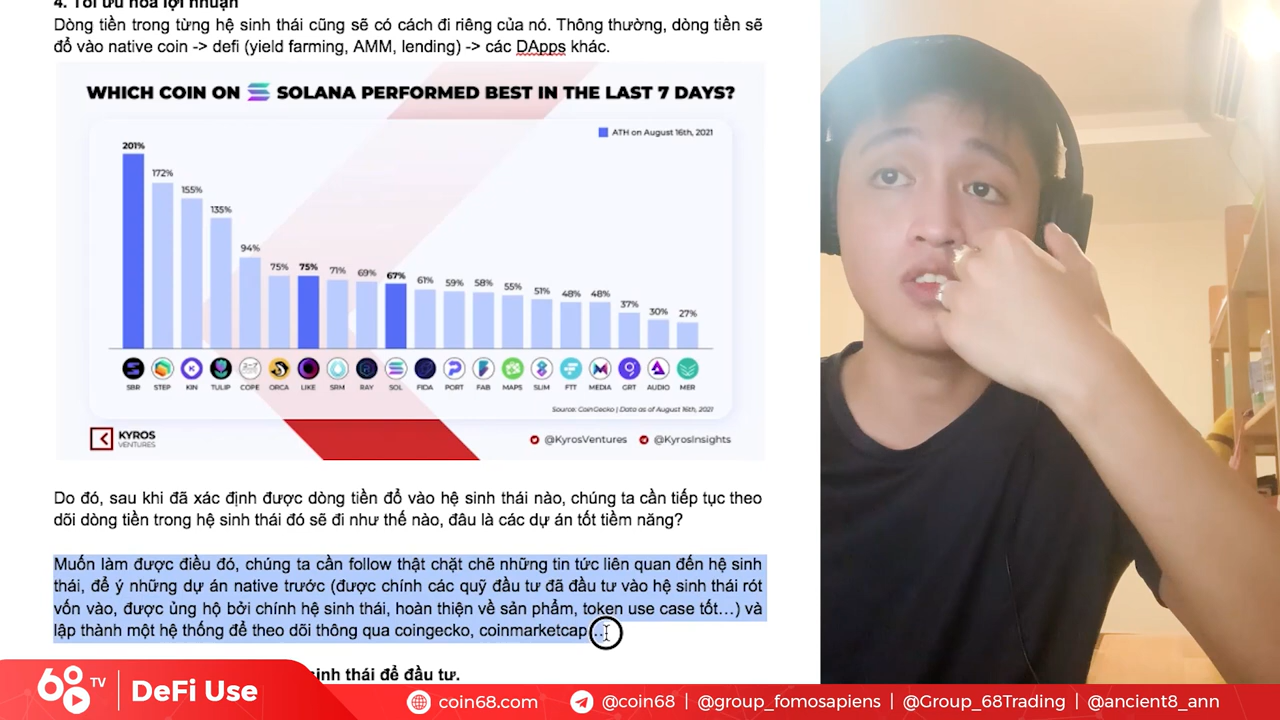 4. Tối ưu hóa lợi nhuận
Dòng tiền trong từng hệ sinh thái cũng sẽ có cách đi riêng của nó. Thông thường, dòng tiền sẽ
đổ vào native coin -> defi (yield farming, AMM, lending) -> các DApps khác.
WHICH COIN ON SOLANA PERFORMED BEST IN THE LAST 7 DAYS?
ATH on August 16th, 2021
201% 172% 155% 135% 94% 75% 75% 71% 69% 67% 61% 59% 58% 55% 51% 48% 48% 37% 30% 27%
SBR STEP KIN TULIP COPE ORCA LIKE SRM RAY SOL FIDA PORT FAB MAPS SLIM FTT MEDIA GRT AUDIO MER
Source: CoinGecko | Data as of August 16th, 2021
KYROS
VENTURES
@KyrosVentures @KyrosInsights
Do đó, sau khi đã xác định được dòng tiền đổ vào hệ sinh thái nào, chúng ta cần tiếp tục theo
dõi dòng tiền trong hệ sinh thái đó sẽ đi như thế nào, đâu là các dự án tốt tiềm năng?
Muốn làm được điều đó, chúng ta cần follow thật chặt chẽ những tin tức liên quan đến hệ sinh
thái, để ý những dự án native trước (được chính các quỹ đầu tư đã đầu tư vào hệ sinh thái rót
vốn vào, được ủng hộ bởi chính hệ sinh thái, hoàn thiện về sản phẩm, token use case tốt…) và
lập thành một hệ thống để theo dõi thông qua coingecko, coinmarketcap…
sinh thái để đầu tư.
68 TV | DeFi Use
coin68.com @coin68 | @group_fomosapiens | @Group_68Trading | @ancient8_ann